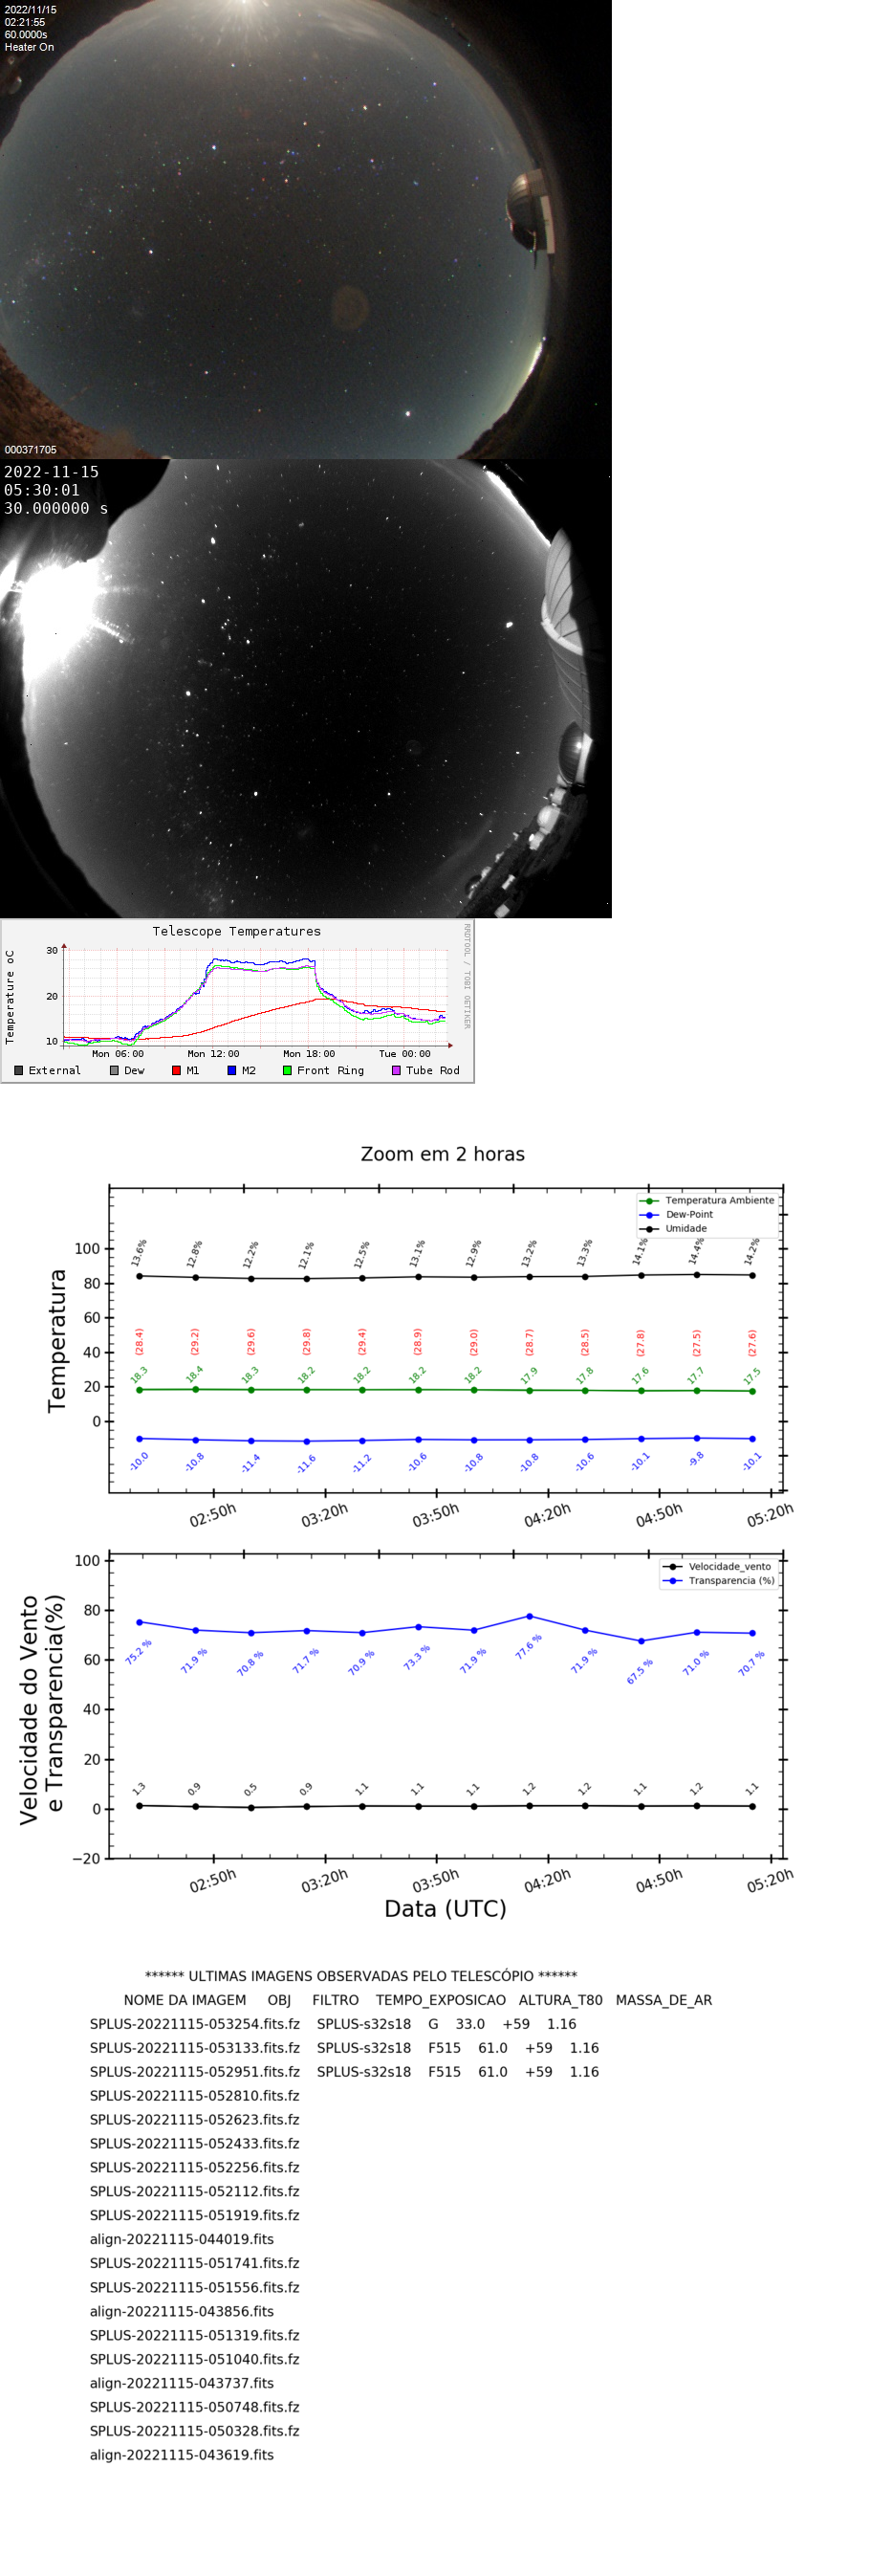 2022/11/15
02:21:55
60.0000s
Heater On
000371705
2022-11-15
05:30:01
30.000000 s
Telescope Temperatures
RRDTOOL / TOBI OETIKER
Temperature oC
30
20
10
Mon 06:00 Mon 12:00 Mon 18:00 Tue 00:00
External Dew M1 M2 Front Ring Tube Rod
Zoom em 2 horas
Temperatura Ambiente
Dew-Point
Umidade
Temperatura
100
80
60
40
20
0
13.6% 12.8% 12.2% 12.1% 12.5% 13.1% 12.9% 13.2% 13.3% 14.1% 14.4% 14.2%
(28.4) (29.2) (29.6) (29.8) (29.4) (28.9) (29.0) (28.7) (28.5) (27.8) (27.5) (27.6)
18.3 18.4 18.3 18.2 18.2 18.2 18.2 17.9 17.8 17.6 17.7 17.5
-10.0 -10.8 -11.4 -11.6 -11.2 -10.6 -10.8 -10.8 -10.6 -10.1 -9.8 -10.1
02:50h 03:20h 03:50h 04:20h 04:50h 05:20h
Velocidade_vento
Transparencia (%)
Velocidade do Vento
e Transparencia(%)
100
80
60
40
20
0
−20
75.2 % 71.9 % 70.8 % 71.7 % 70.9 % 73.3 % 71.9 % 77.6 % 71.9 % 67.5 % 71.0 % 70.7 %
1.3 0.9 0.5 0.9 1.1 1.1 1.1 1.2 1.2 1.1 1.2 1.1
02:50h 03:20h 03:50h 04:20h 04:50h 05:20h
Data (UTC)
****** ULTIMAS IMAGENS OBSERVADAS PELO TELESCÓPIO ******
NOME DA IMAGEM OBJ FILTRO TEMPO_EXPOSICAO ALTURA_T80 MASSA_DE_AR
SPLUS-20221115-053254.fits.fz SPLUS-s32s18 G 33.0 +59 1.16
SPLUS-20221115-053133.fits.fz SPLUS-s32s18 F515 61.0 +59 1.16
SPLUS-20221115-052951.fits.fz SPLUS-s32s18 F515 61.0 +59 1.16
SPLUS-20221115-052810.fits.fz
SPLUS-20221115-052623.fits.fz
SPLUS-20221115-052433.fits.fz
SPLUS-20221115-052256.fits.fz
SPLUS-20221115-052112.fits.fz
SPLUS-20221115-051919.fits.fz
align-20221115-044019.fits
SPLUS-20221115-051741.fits.fz
SPLUS-20221115-051556.fits.fz
align-20221115-043856.fits
SPLUS-20221115-051319.fits.fz
SPLUS-20221115-051040.fits.fz
align-20221115-043737.fits
SPLUS-20221115-050748.fits.fz
SPLUS-20221115-050328.fits.fz
align-20221115-043619.fits